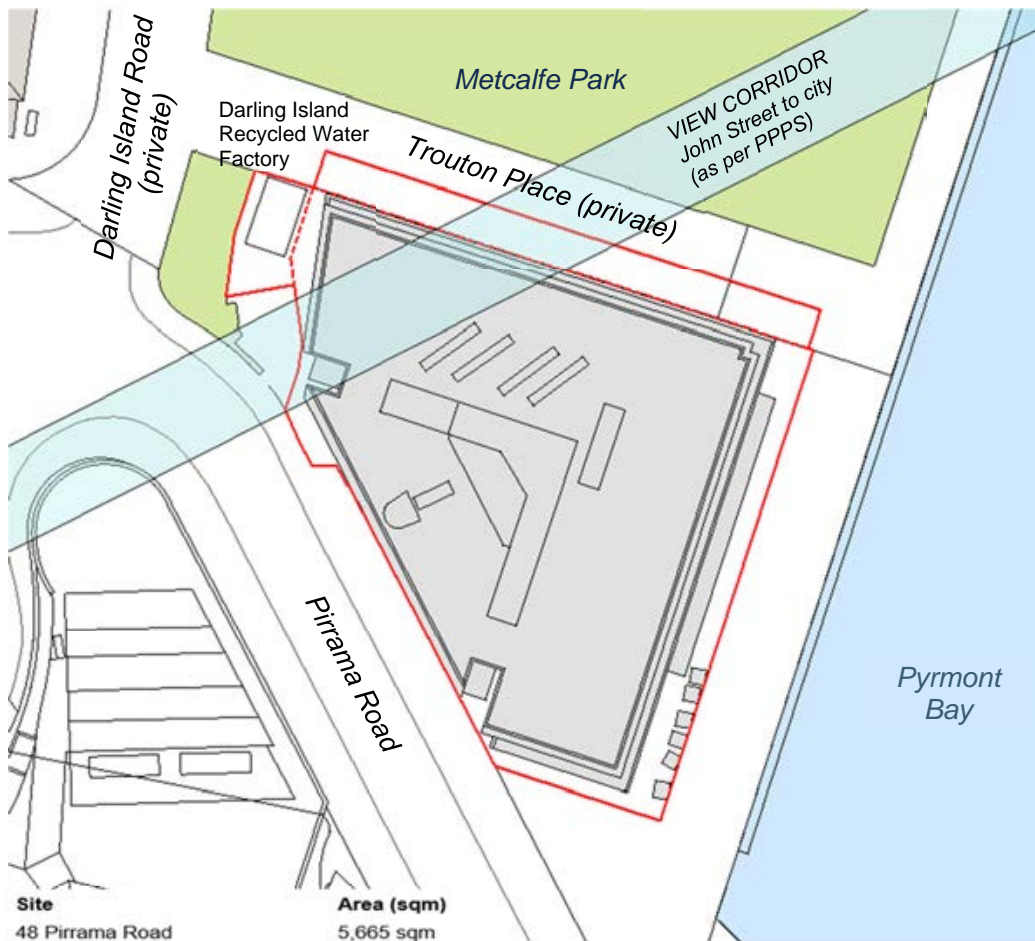 Darling Island Road
(private)
Darling Island
Recycled Water
Factory
Metcalfe Park
VIEW CORRIDOR
John Street to city
(as per PPPS)
Trouton Place (private)
Pirrama Road
Pyrmont
Bay
Site
Area (sqm)
48 Pirrama Road
5,665 sqm